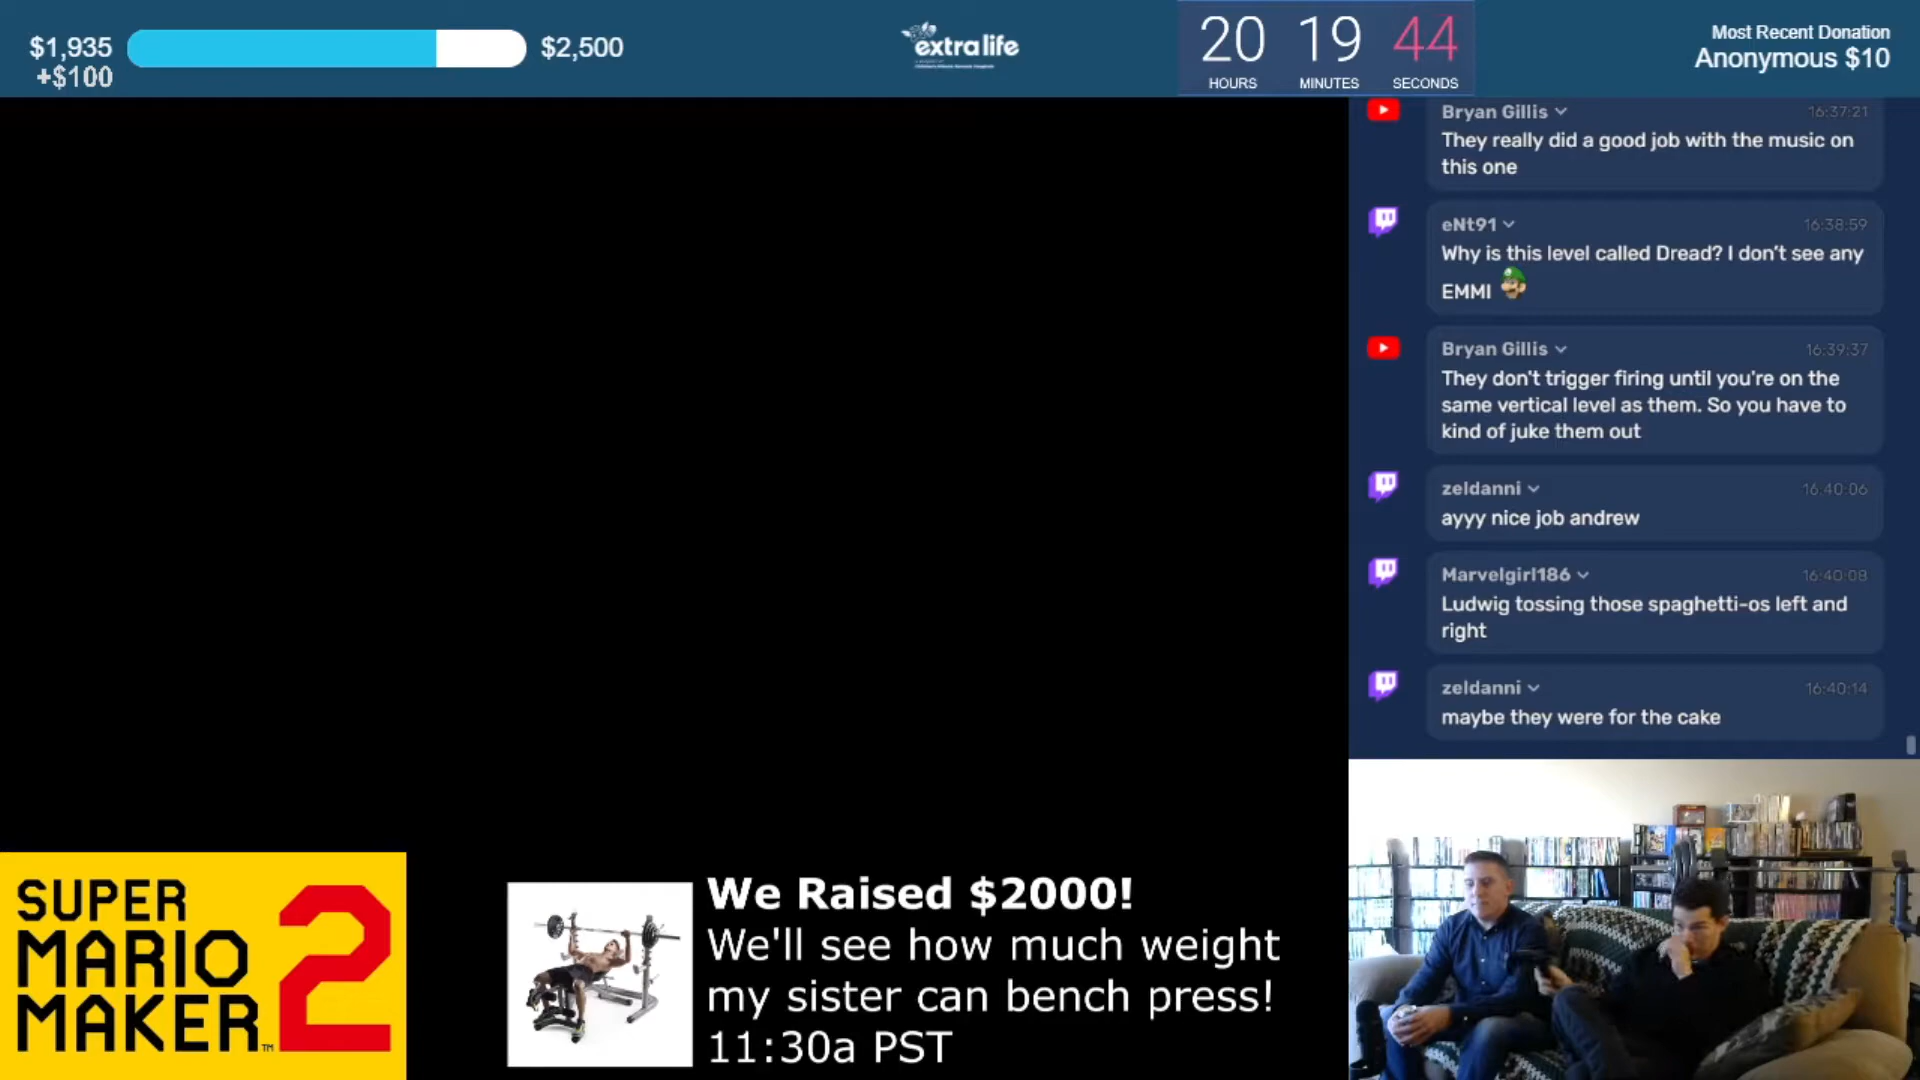 $1,935
+$100
$2,500
extralife
20 19 44
HOURS MINUTES SECONDS
Most Recent Donation
Anonymous $10
Bryan Gillis 16:37:21
They really did a good job with the music on
this one
eNt91 16:38:59
Why is this level called Dread? I don't see any
EMMI
Bryan Gillis 16:39:37
They don't trigger firing until you're on the
same vertical level as them. So you have to
kind of juke them out
zeldanni 16:40:06
ayyy nice job andrew
Marvelgirl186 16:40:08
Ludwig tossing those spaghetti-os left and
right
zeldanni 16:40:14
maybe they were for the cake
SUPER
MARIO
MAKER 2
TM
We Raised $2000!
We'll see how much weight
my sister can bench press!
11:30a PST